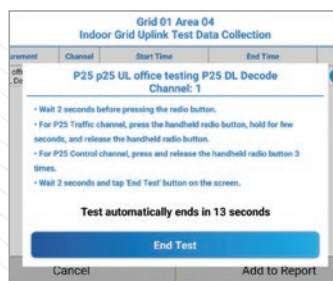 Grid 01 Area 04
Indoor Grid Uplink Test Data Collection
Channel Start Time End Time
P25 p25 UL office testing P25 DL Decode
Channel: 1
• Wait 2 seconds before pressing the radio button.
• For P25 Traffic channel, press the handheld radio button, hold for few
seconds, and release the handheld radio button.
• For P25 Control channel, press and release the handheld radio button 3
times.
• Wait 2 seconds and tap 'End Test' button on the screen.
Test automatically ends in 13 seconds
End Test
Cancel Add to Report